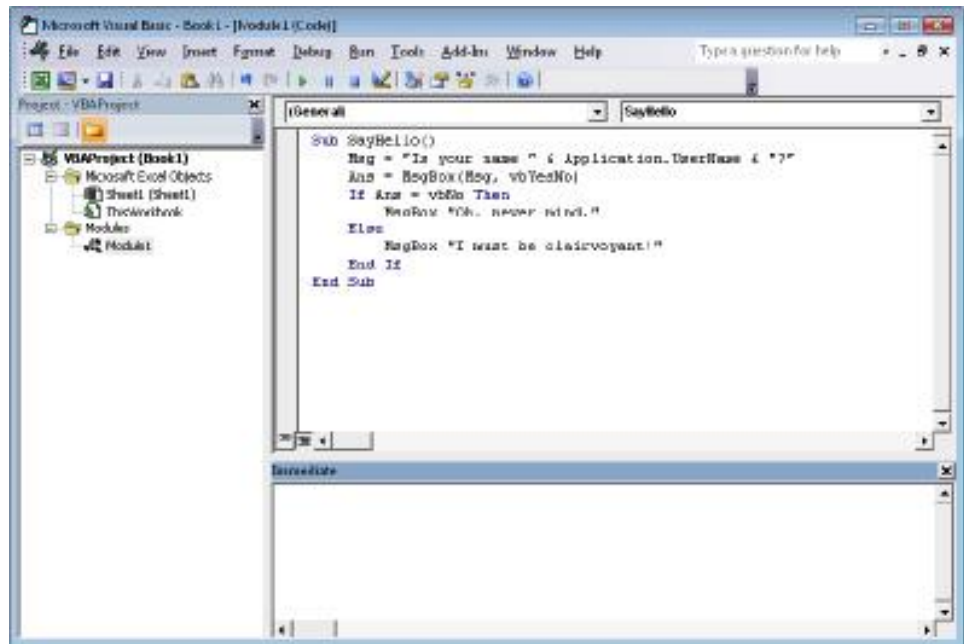 Microsoft Visual Basic - Book1 - [Module1 (Code)]
File Edit View Insert Format Debug Run Tools Add-Ins Window Help
Type a question for help
Project - VBAProject
VBAProject (Book1)
Microsoft Excel Objects
Sheet1 (Sheet1)
ThisWorkbook
Modules
Module1
(General)
SayHello
Sub SayHello()
Msg = "Is your name " & Application.UserName & "?"
Ans = MsgBox(Msg, vbYesNo)
If Ans = vbNo Then
MsgBox "Oh, never mind."
Else
MsgBox "I must be clairvoyant!"
End If
End Sub
Immediate